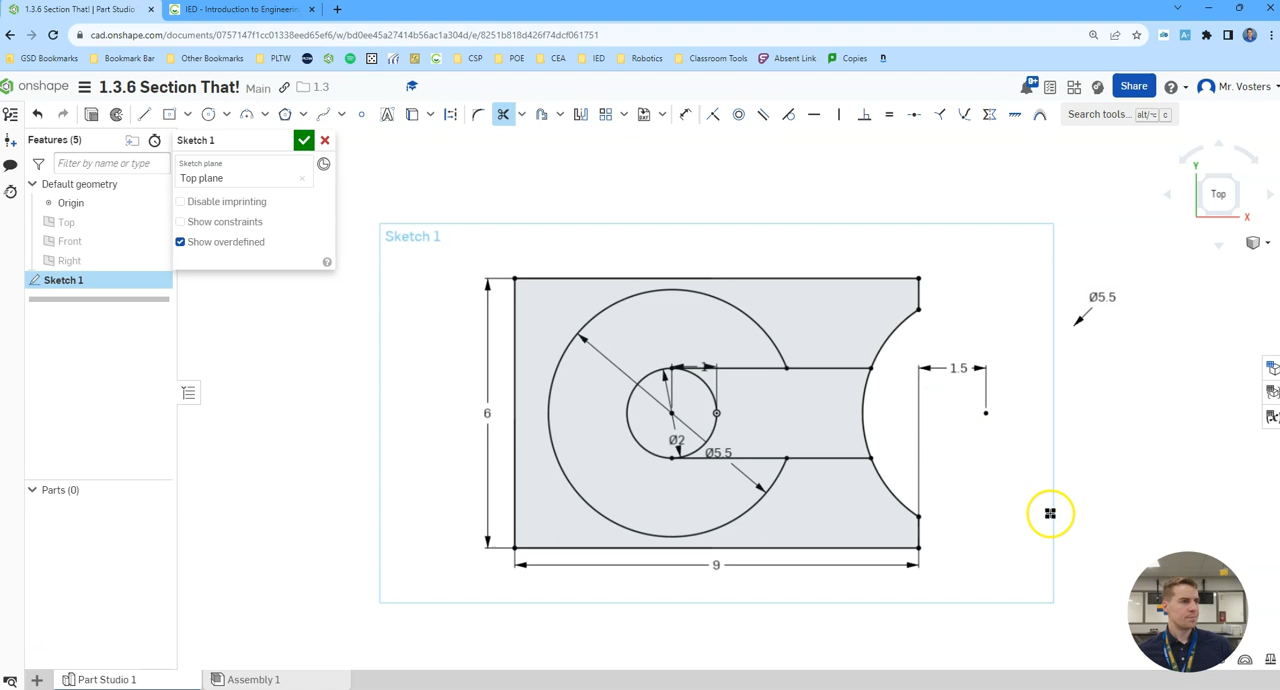 1.3.6 Section That! | Part Studio
IED - Introduction to Engineerin
cad.onshape.com/documents/0757147f1cc01338eed65ef6/w/bd0ee45a27414b56ac1a304d/e/8251b818d426f74dcf061751
GSD Bookmarks
Bookmark Bar
Other Bookmarks
PLTW
CSP
POE
CEA
IED
Robotics
Classroom Tools
Absent Link
Copies
onshape
1.3.6 Section That! Main
1.3
Share
Mr. Vosters
Search tools... alt/⌥ c
Features (5)
Filter by name or type
Default geometry
Origin
Top
Front
Right
Sketch 1
Parts (0)
Sketch 1
Sketch plane
Top plane
Disable imprinting
Show constraints
Show overdefined
Sketch 1
Y
Top
X
Ø5.5
1
1.5
6
Ø2
Ø5.5
9
Part Studio 1
Assembly 1